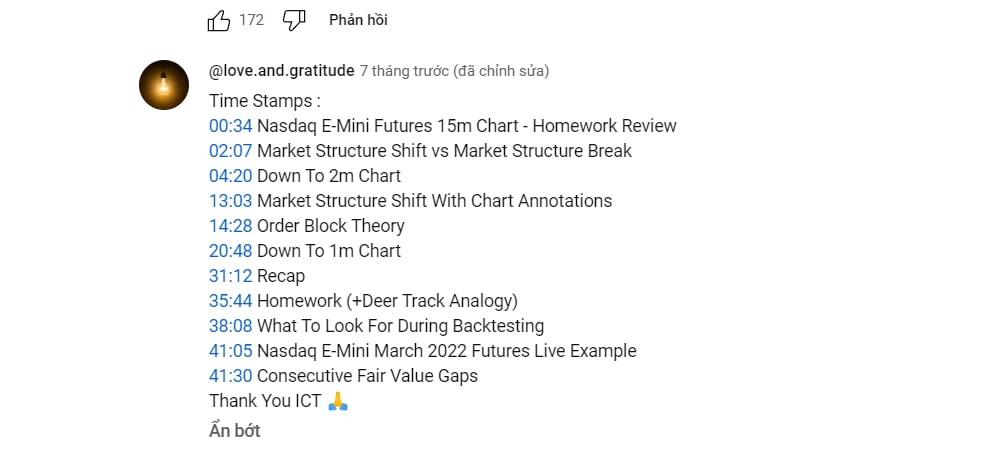 172 Phản hồi
@love.and.gratitude 7 tháng trước (đã chỉnh sửa)
Time Stamps :
00:34 Nasdaq E-Mini Futures 15m Chart - Homework Review
02:07 Market Structure Shift vs Market Structure Break
04:20 Down To 2m Chart
13:03 Market Structure Shift With Chart Annotations
14:28 Order Block Theory
20:48 Down To 1m Chart
31:12 Recap
35:44 Homework (+Deer Track Analogy)
38:08 What To Look For During Backtesting
41:05 Nasdaq E-Mini March 2022 Futures Live Example
41:30 Consecutive Fair Value Gaps
Thank You ICT 🙏
Ẩn bớt